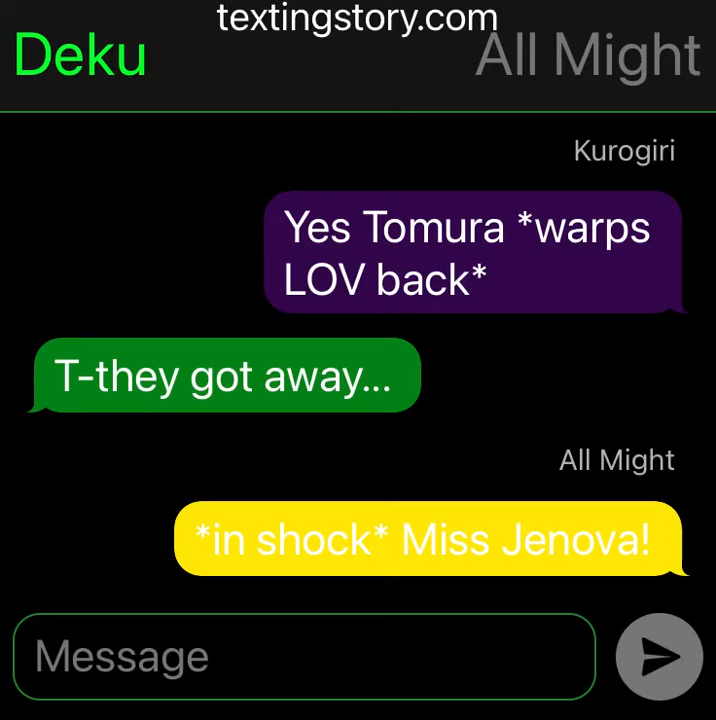 textingstory.com
Deku
All Might
Kurogiri
Yes Tomura *warps
LOV back*
T-they got away...
All Might
*in shock* Miss Jenova!
Message